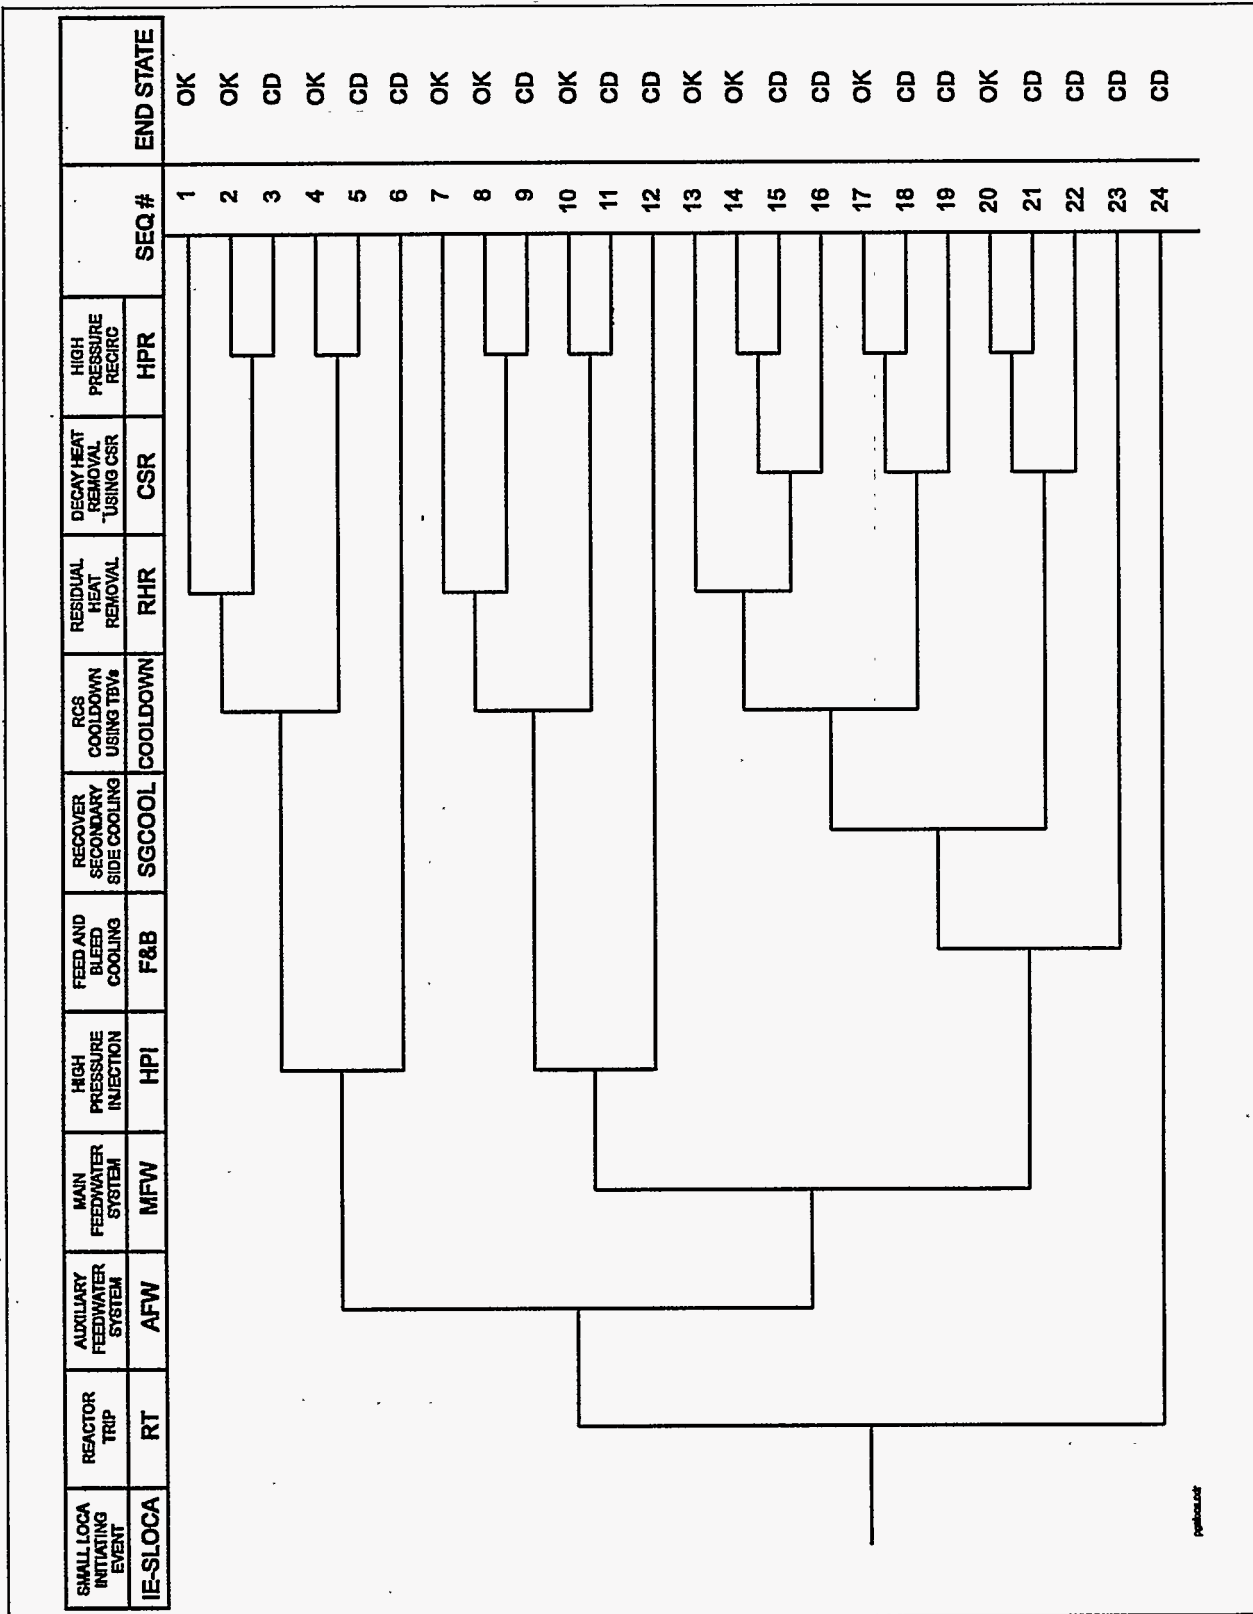 SMALL LOCA
INITIATING
EVENT
REACTOR
TRIP
AUXILIARY
FEEDWATER
SYSTEM
MAIN
FEEDWATER
SYSTEM
HIGH
PRESSURE
INJECTION
FEED AND
BLEED
COOLING
RECOVER
SECONDARY
SIDE COOLING
RCS
COOLDOWN
USING TBVs
RESIDUAL
HEAT
REMOVAL
DECAY HEAT
REMOVAL
USING CSR
HIGH
PRESSURE
RECIRC
IE-SLOCA
RT
AFW
MFW
HPI
F&B
SGCOOL
COOLDOWN
RHR
CSR
HPR
SEQ #
END STATE
1 OK
2 OK
3 CD
4 OK
5 CD
6 CD
7 OK
8 OK
9 CD
10 OK
11 CD
12 CD
13 OK
14 OK
15 CD
16 CD
17 OK
18 CD
19 CD
20 OK
21 CD
22 CD
23 CD
24 CD